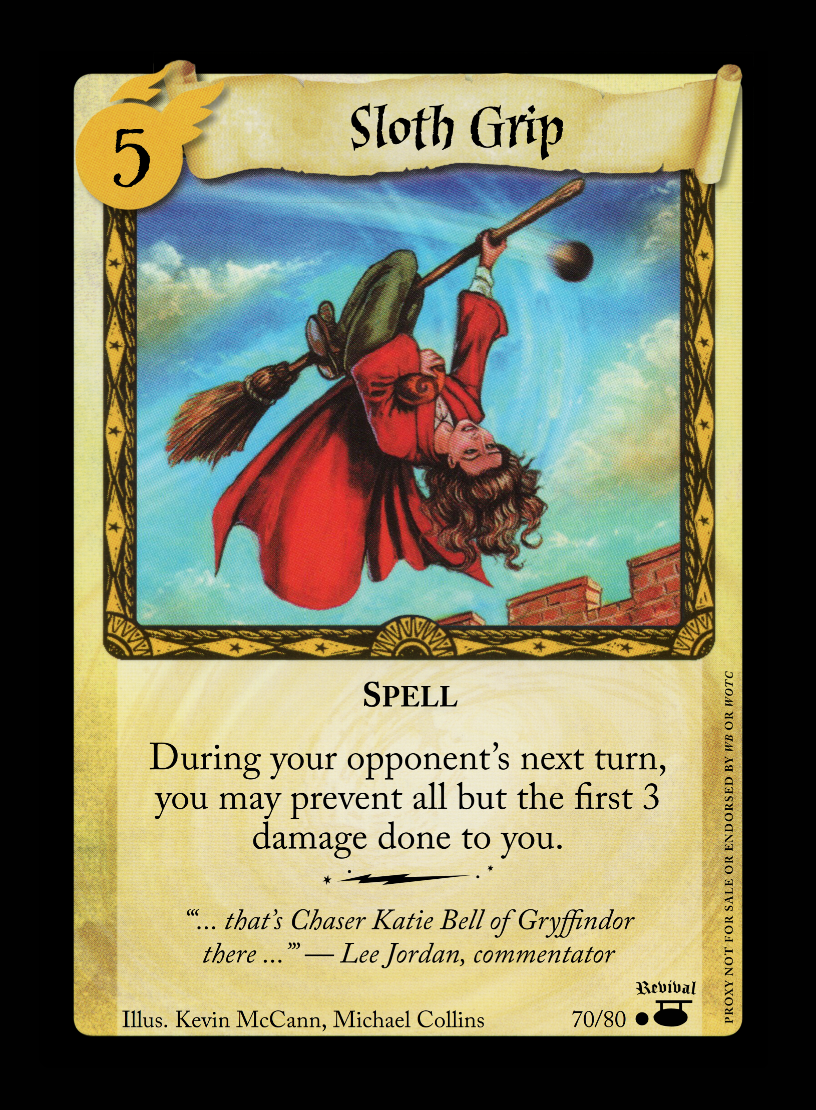 5
Sloth Grip
SPELL
During your opponent’s next turn,
you may prevent all but the first 3
damage done to you.
“‘... that’s Chaser Katie Bell of Gryffindor
there ...’” — Lee Jordan, commentator
Revival
Illus. Kevin McCann, Michael Collins 70/80
PROXY NOT FOR SALE OR ENDORSED BY WB OR WOTC